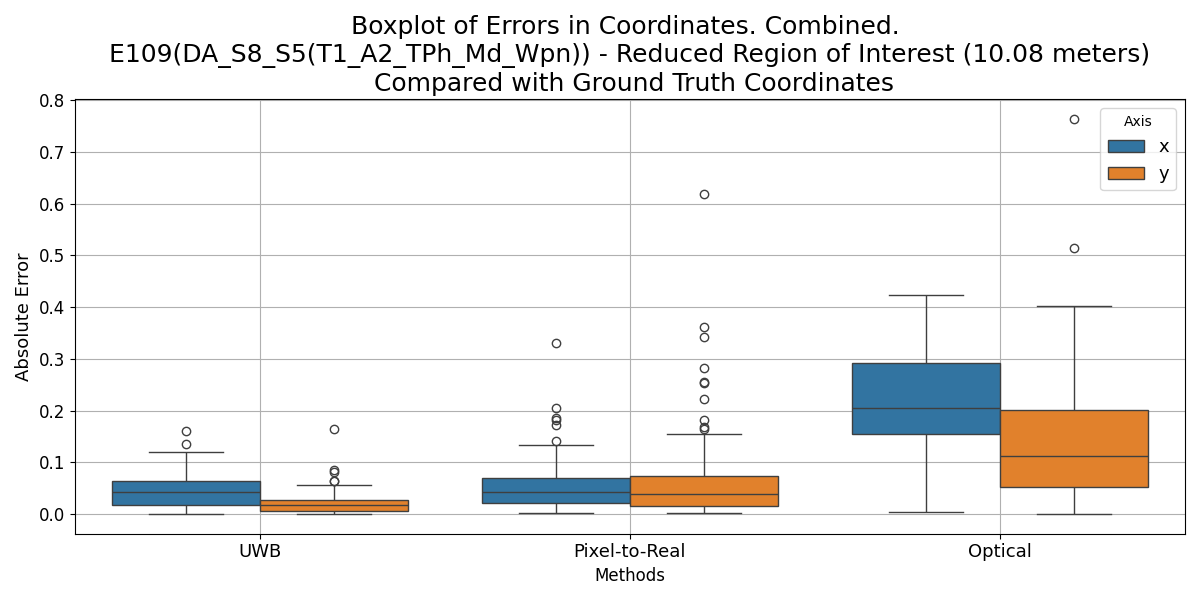 Boxplot of Errors in Coordinates. Combined.
E109(DA_S8_S5(T1_A2_TPh_Md_Wpn)) - Reduced Region of Interest (10.08 meters)
Compared with Ground Truth Coordinates
Absolute Error
0.8
0.7
0.6
0.5
0.4
0.3
0.2
0.1
0.0
Axis
x
y
UWB
Pixel-to-Real
Optical
Methods